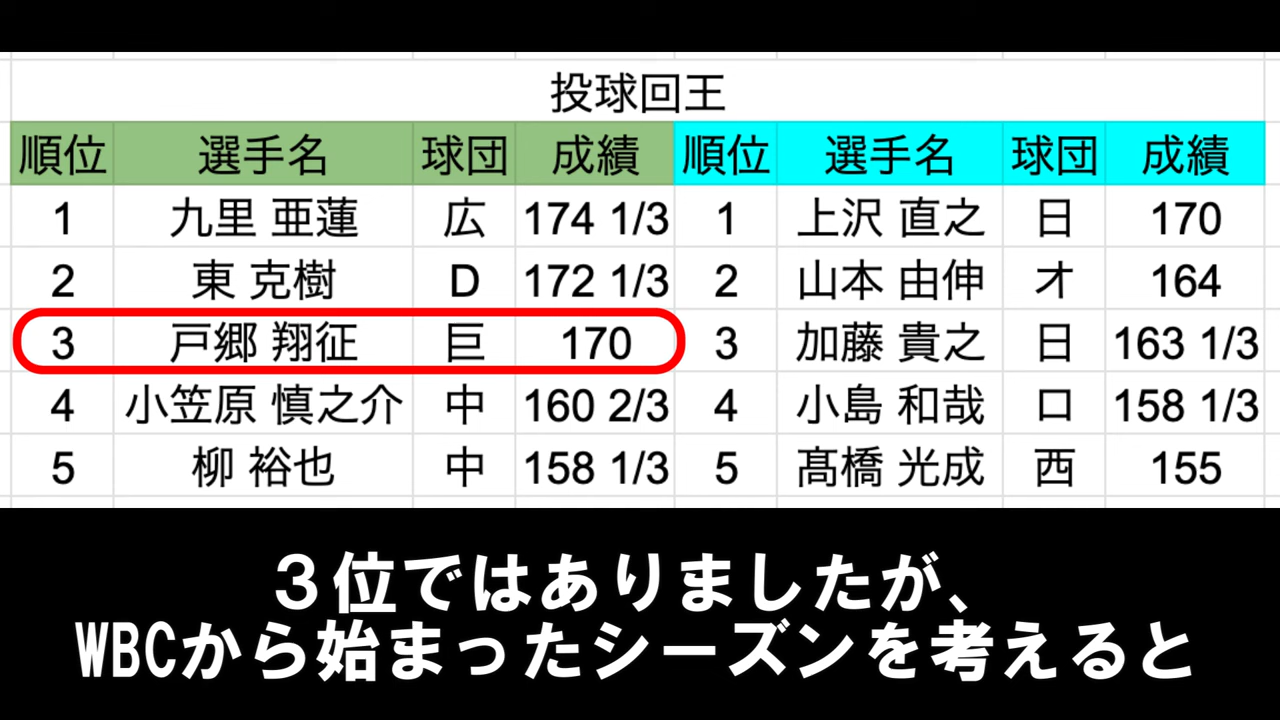 投球回王
順位 選手名 球団 成績 順位 選手名 球団 成績
1 九里 亜蓮 広 174 1/3 1 上沢 直之 日 170
2 東 克樹 D 172 1/3 2 山本 由伸 オ 164
3 戸郷 翔征 巨 170 3 加藤 貴之 日 163 1/3
4 小笠原 慎之介 中 160 2/3 4 小島 和哉 ロ 158 1/3
5 柳 裕也 中 158 1/3 5 髙橋 光成 西 155
３位ではありましたが、
WBCから始まったシーズンを考えると